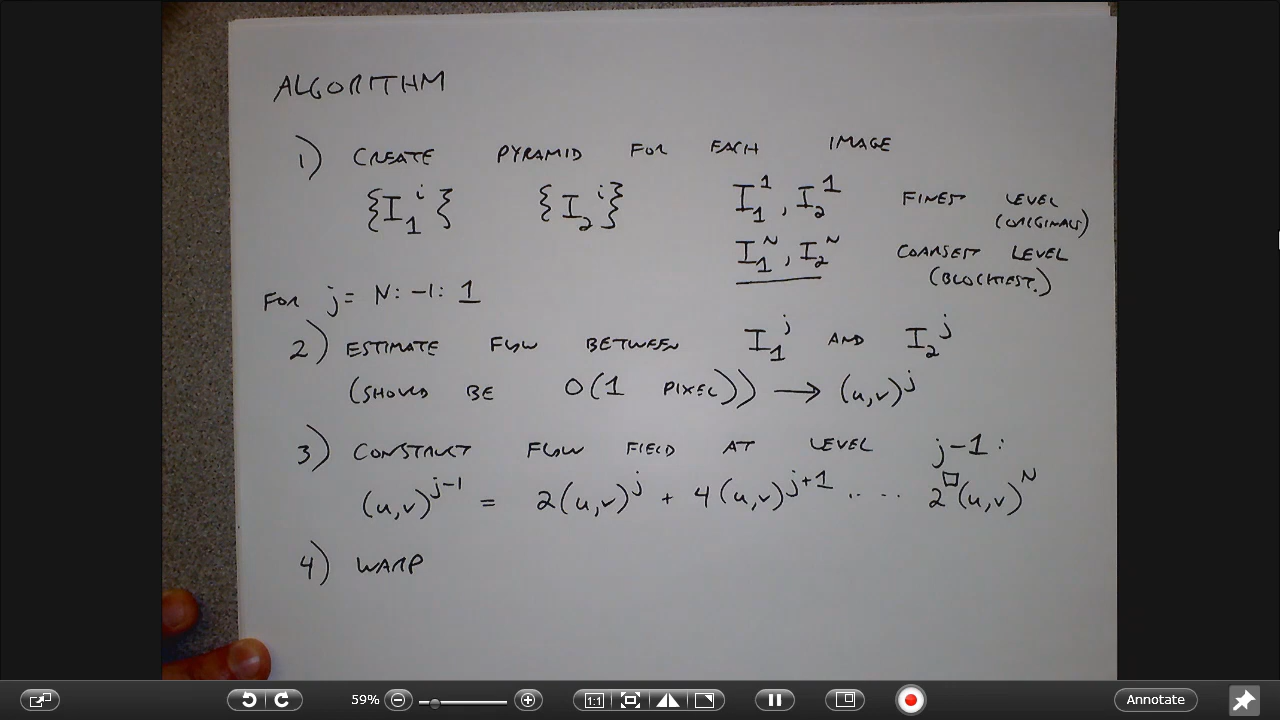 ALGORITHM
1) CREATE PYRAMID FOR EACH IMAGE
{I₁ⁱ} {I₂ⁱ} I₁¹, I₂¹ FINEST LEVEL
(ORIGINALS)
I₁ᴺ, I₂ᴺ COARSEST LEVEL
(BLOCKIEST.)
FOR j = N: -1: 1
2) ESTIMATE FLOW BETWEEN I₁ʲ AND I₂ʲ
(SHOULD BE O(1 PIXEL)) → (u,v)ʲ
3) CONSTRUCT FLOW FIELD AT LEVEL j-1:
(u,v)^{j-1} = 2(u,v)^{j} + 4(u,v)^{j+1} .. .. 2^{□}(u,v)^{N}
4) WARP
59% 1:1 Annotate